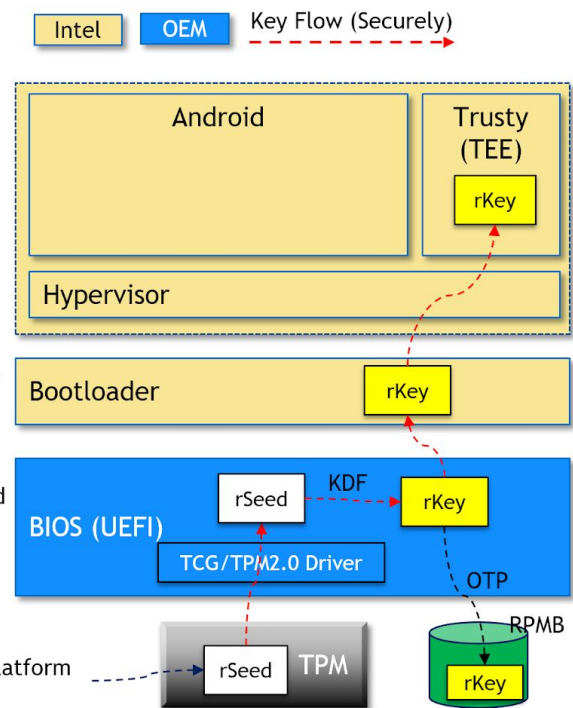 Intel
OEM
Key Flow (Securely)
Android
Trusty
(TEE)
rKey
Hypervisor
Bootloader
rKey
rSeed
KDF
rKey
BIOS (UEFI)
TCG/TPM2.0 Driver
OTP
RPMB
rSeed
TPM
rKey